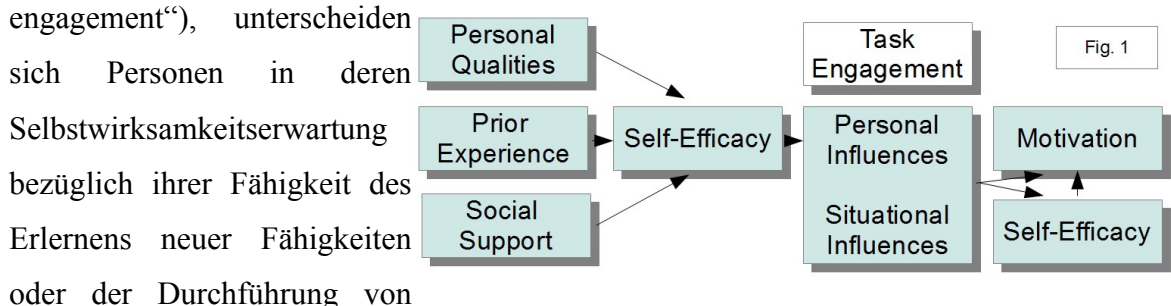 engagement“), unterscheiden
sich Personen in deren
Selbstwirksamkeitserwartung
bezüglich ihrer Fähigkeit des
Erlernens neuer Fähigkeiten
oder der Durchführung von
Personal
Qualities
Prior
Experience
Social
Support
Self-Efficacy
Task
Engagement
Personal
Influences
Situational
Influences
Fig. 1
Motivation
Self-Efficacy